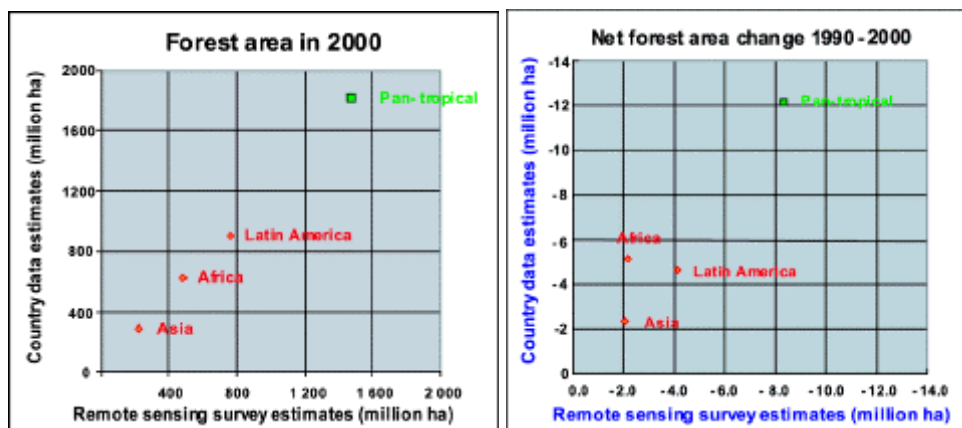 Forest area in 2000
Country data estimates (million ha)
2000
1600
1200
800
400
0
Pan-tropical
Latin America
Africa
Asia
400 800 1 200 1 600 2 000
Remote sensing survey estimates (million ha)
Net forest area change 1990-2000
Country data estimates (million ha)
-14
-12
-10
-8
-6
-4
-2
0
Pan-tropical
Africa
Latin America
Asia
0.0 -2.0 -4.0 -6.0 -8.0 -10.0 -12.0 -14.0
Remote sensing survey estimates (million ha)